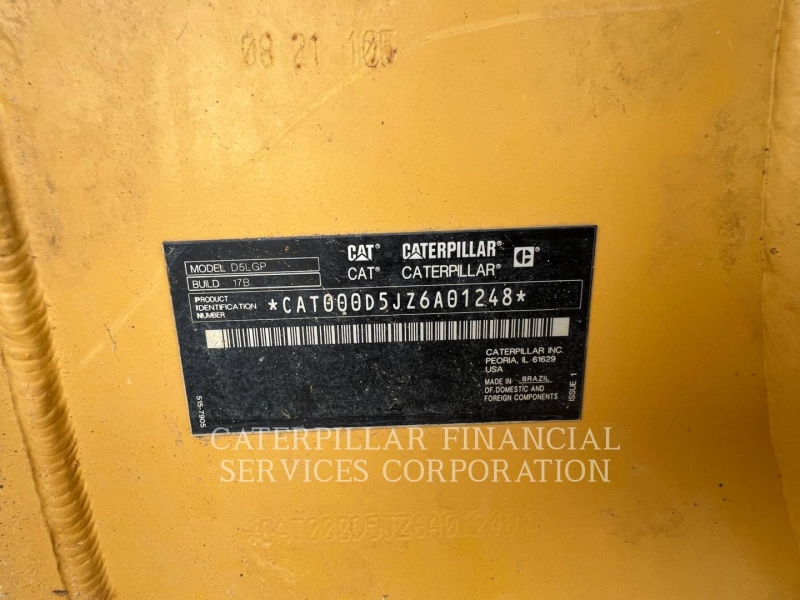 08 21 105
CAT® CATERPILLAR® C®
CAT® CATERPILLAR®
MODEL D5LGP
BUILD 17B
PRODUCT
IDENTIFICATION
NUMBER
*CAT000D5JZ6A01248*
CATERPILLAR INC.
PEORIA, IL 61629
USA
MADE IN BRAZIL
OF DOMESTIC AND
FOREIGN COMPONENTS
ISSUE 1
515-7905
CATERPILLAR FINANCIAL
SERVICES CORPORATION
*CAT000D5JZ6A01248*